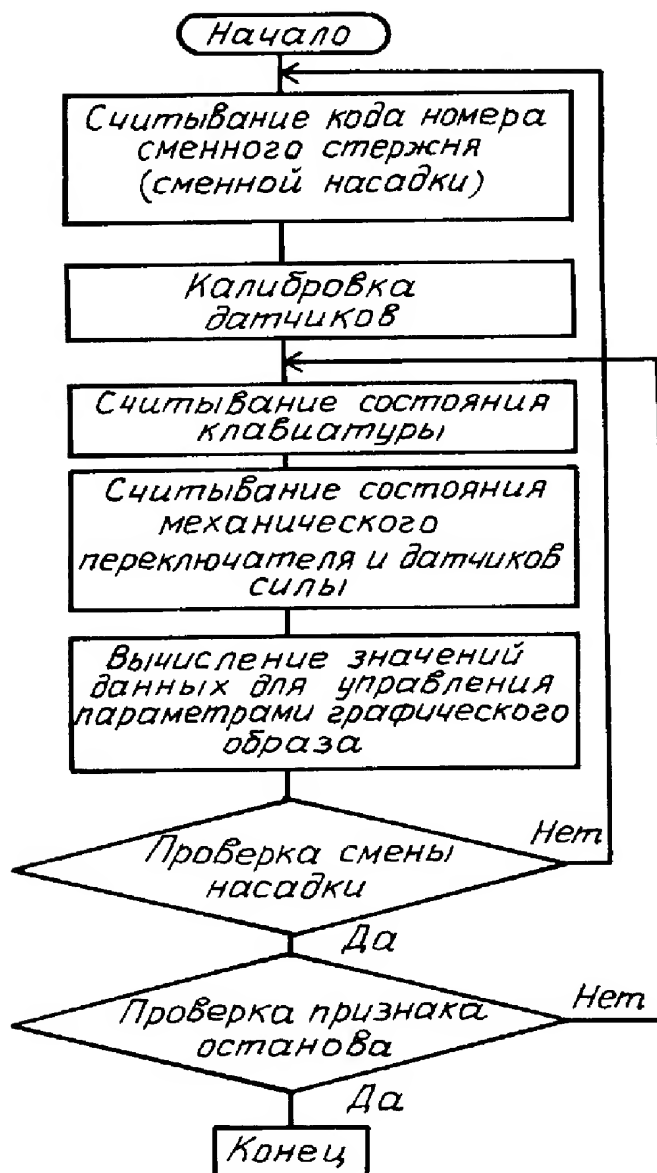 Начало
Считывание кода номера
сменного стержня
(сменной насадки)
Калибровка
датчиков
Считывание состояния
клавиатуры
Считывание состояния
механического
переключателя и датчиков
силы
Вычисление значений
данных для управления
параметрами графического
образа
Проверка смены
насадки
Нет
Да
Проверка признака
останова
Нет
Да
Конец